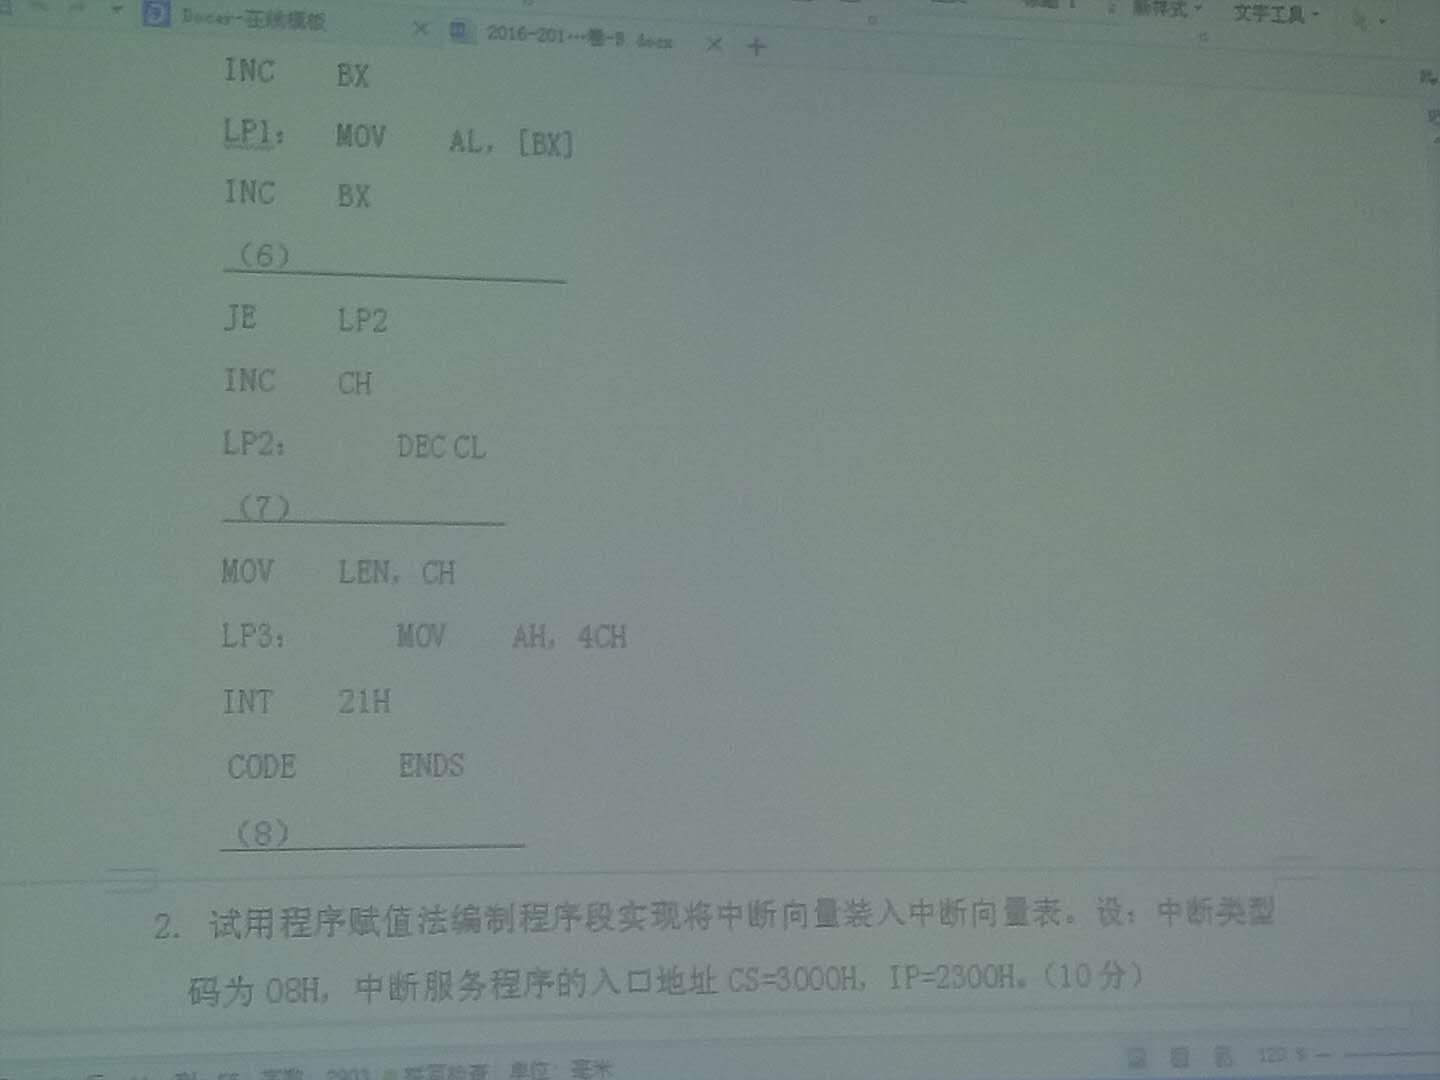 Docer-在线模板
2016-201…卷-B.docx
新样式 文字工具
INC BX
LP1: MOV AL, [BX]
INC BX
(6)
JE LP2
INC CH
LP2: DEC CL
(7)
MOV LEN, CH
LP3: MOV AH, 4CH
INT 21H
CODE ENDS
(8)
2. 试用程序赋值法编制程序段实现将中断向量装入中断向量表。设：中断类型
码为 08H，中断服务程序的入口地址 CS=3000H，IP=2300H。（10 分）
单位: 毫米
120 %